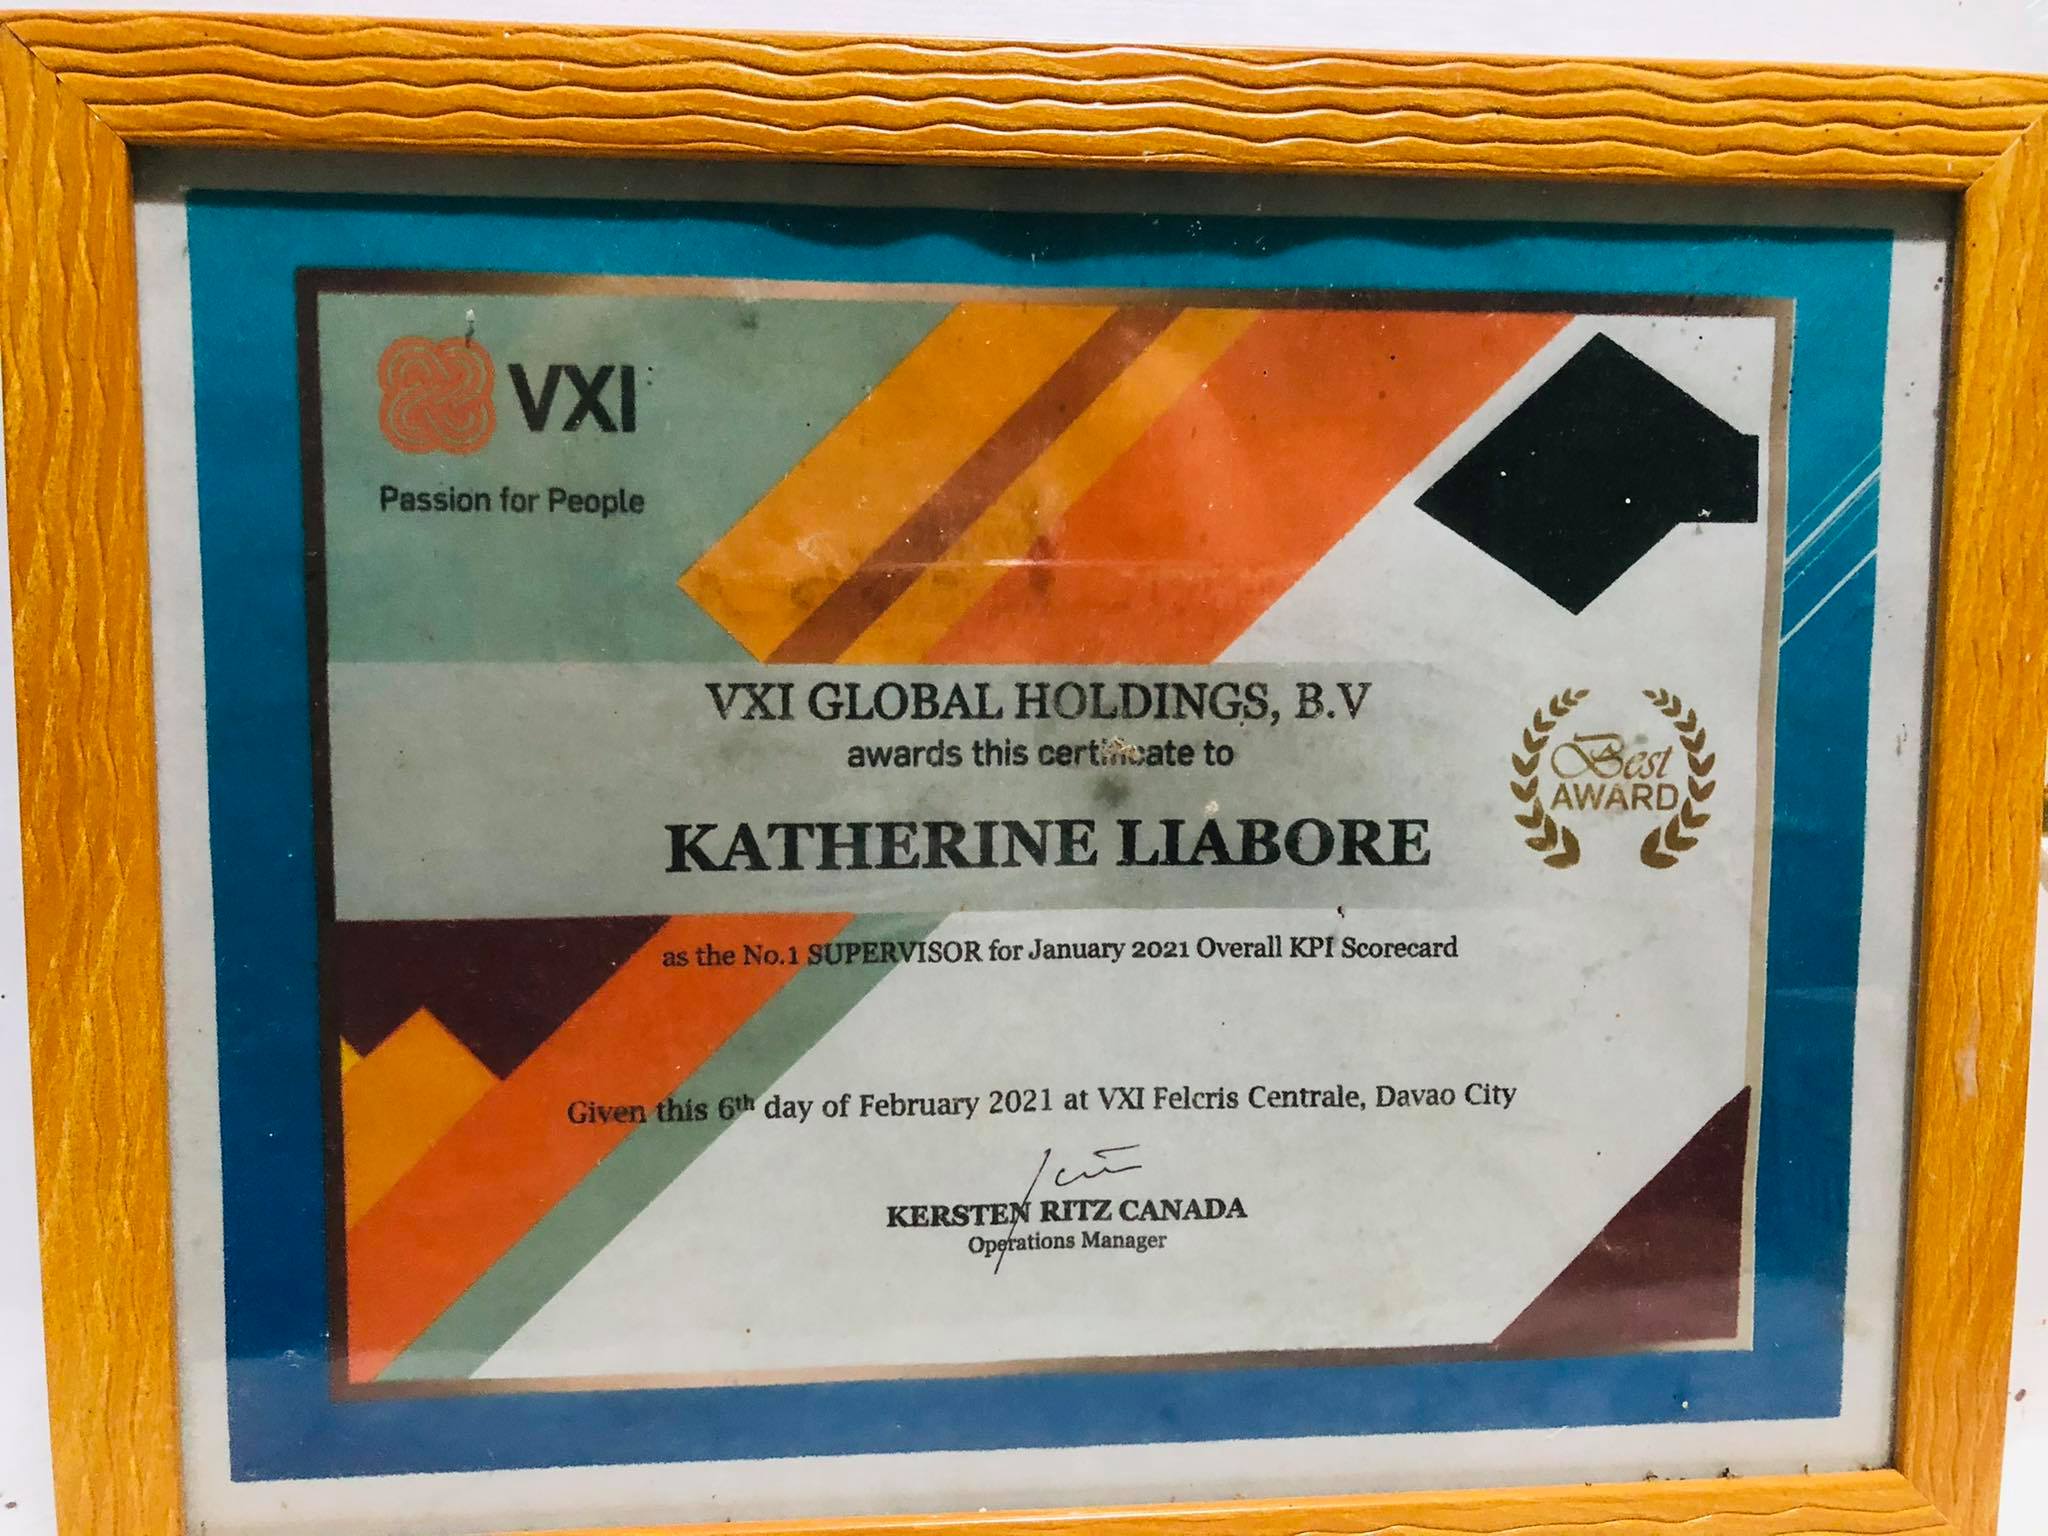 VXI
Passion for People
VXI GLOBAL HOLDINGS, B.V
awards this certificate to
KATHERINE LIABORE
Best
AWARD
as the No.1 SUPERVISOR for January 2021 Overall KPI Scorecard
Given this 6th day of February 2021 at VXI Felcris Centrale, Davao City
KERSTEN RITZ CANADA
Operations Manager